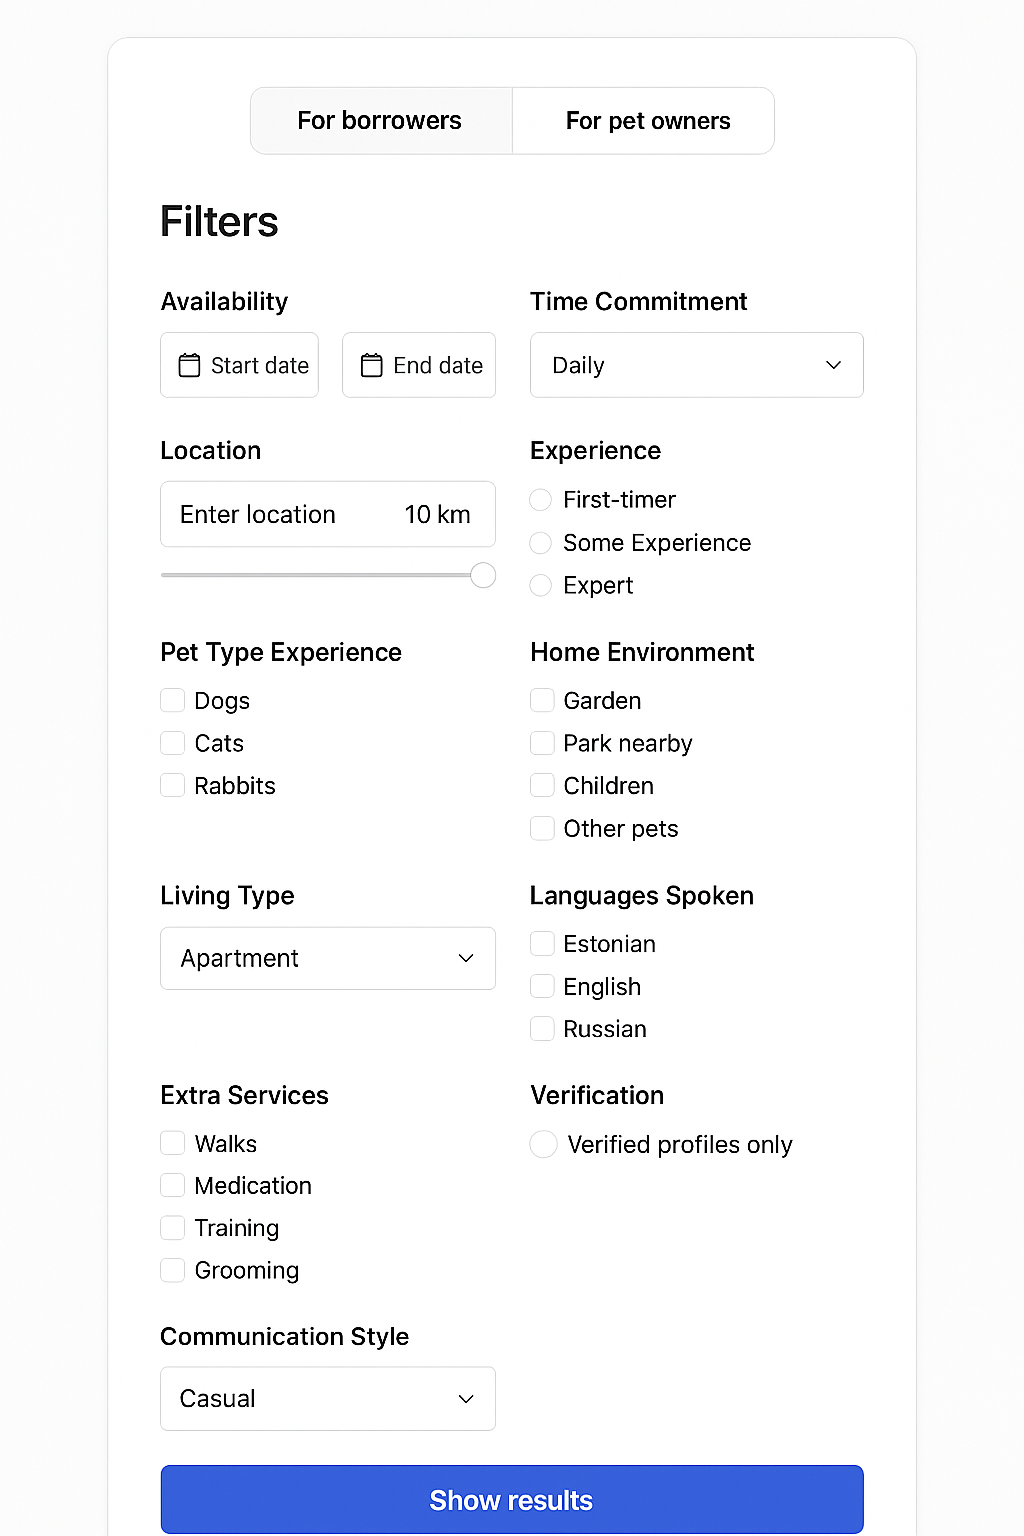 For borrowers
For pet owners
Filters
Availability
Start date
End date
Time Commitment
Daily
Location
Enter location
10 km
Experience
First-timer
Some Experience
Expert
Pet Type Experience
Dogs
Cats
Rabbits
Home Environment
Garden
Park nearby
Children
Other pets
Living Type
Apartment
Languages Spoken
Estonian
English
Russian
Extra Services
Walks
Medication
Training
Grooming
Verification
Verified profiles only
Communication Style
Casual
Show results